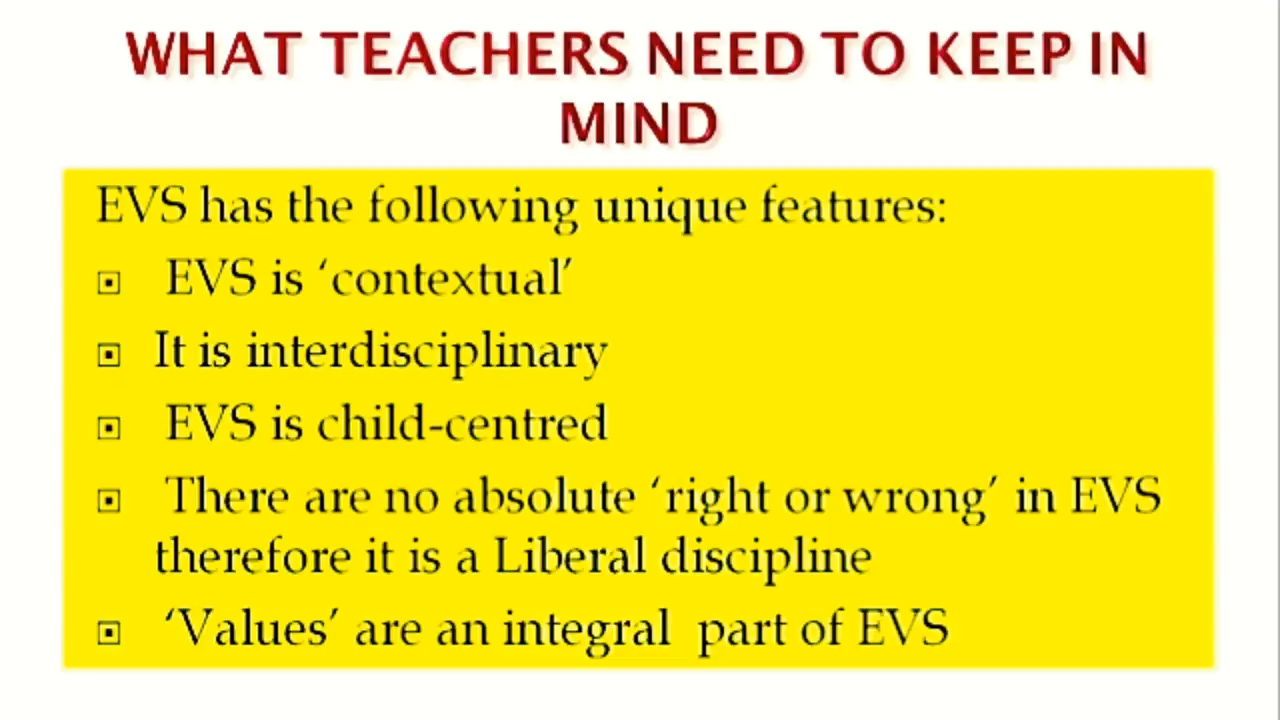 WHAT TEACHERS NEED TO KEEP IN
MIND
EVS has the following unique features:
EVS is ‘contextual’
It is interdisciplinary
EVS is child-centred
There are no absolute ‘right or wrong’ in EVS
therefore it is a Liberal discipline
‘Values’ are an integral part of EVS